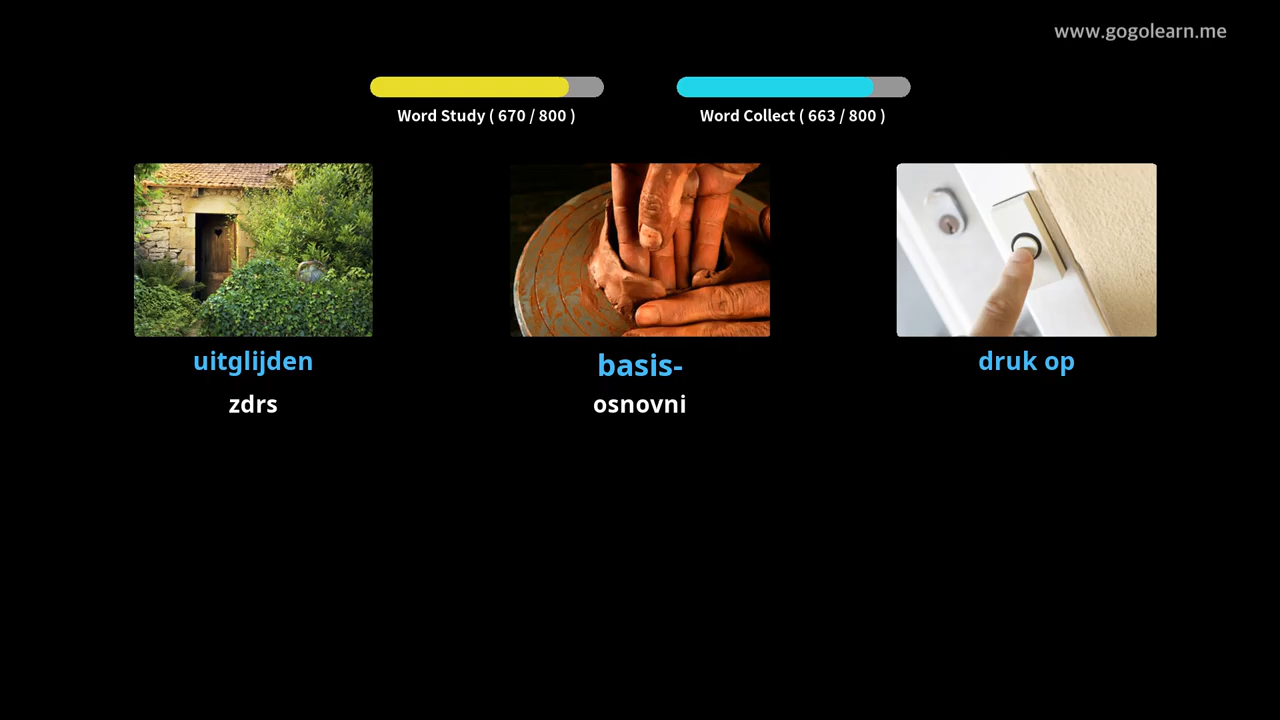 www.gogolearn.me
Word Study ( 670 / 800 )
Word Collect ( 663 / 800 )
uitglijden
basis-
druk op
zdrs
osnovni